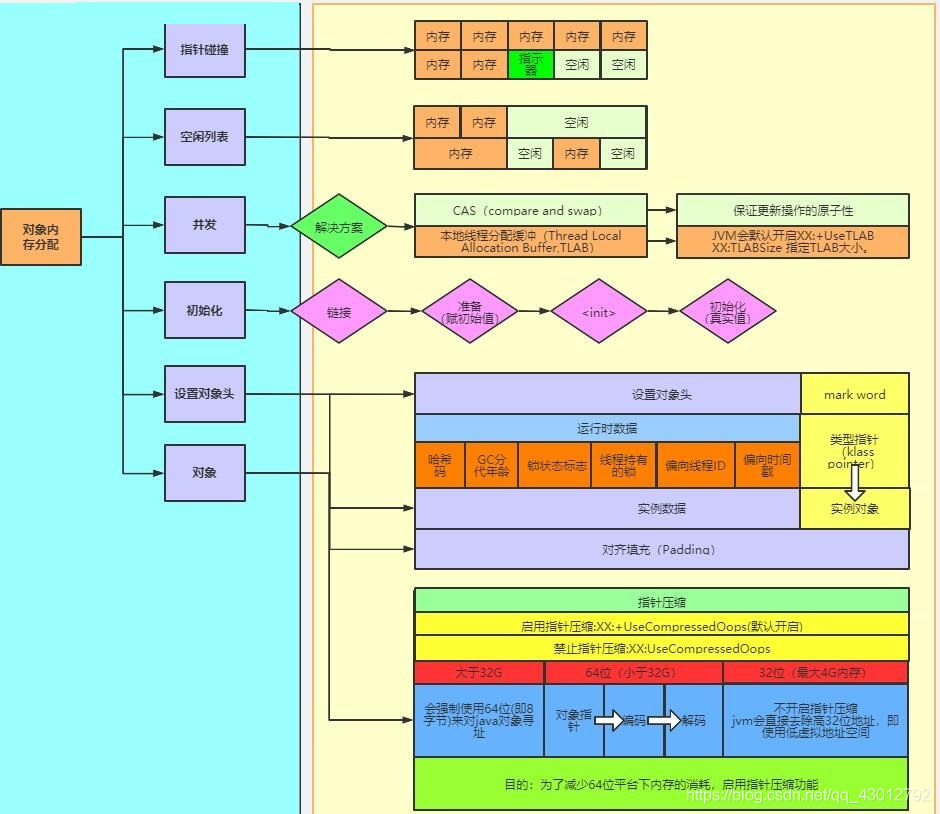 对象内
存分配
指针碰撞
内存 内存 内存 内存 内存
内存 内存 指示器 空闲 空闲
空闲列表
内存 内存 空闲
内存 空闲 内存 空闲
并发
解决方案
CAS（compare and swap）
保证更新操作的原子性
本地线程分配缓冲（Thread Local
Allocation Buffer,TLAB）
JVM会默认开启XX:+UseTLAB
XX:TLABSize 指定TLAB大小。
初始化
链接
准备
（赋初始值）
<init>
初始化
（真实值）
设置对象头
设置对象头
mark word
运行时数据
类型指针
（klass
pointer）
哈希
码
GC分
代年龄
锁状态标志
线程持有
的锁
偏向线程ID
偏向时间
戳
对象
实例数据
实例对象
对齐填充（Padding）
指针压缩
启用指针压缩:XX:+UseCompressedOops(默认开启)
禁止指针压缩:XX:UseCompressedOops
大于32G
64位（小于32G）
32位（最大4G内存）
会强制使用64位(即8
字节)来对java对象寻
址
对象指
针
编码
解码
不开启指针压缩
jvm会直接去除高32位地址，即
使用低虚拟地址空间
目的：为了减少64位平台下内存的消耗，启用指针压缩功能
https://blog.csdn.net/qq_43012792